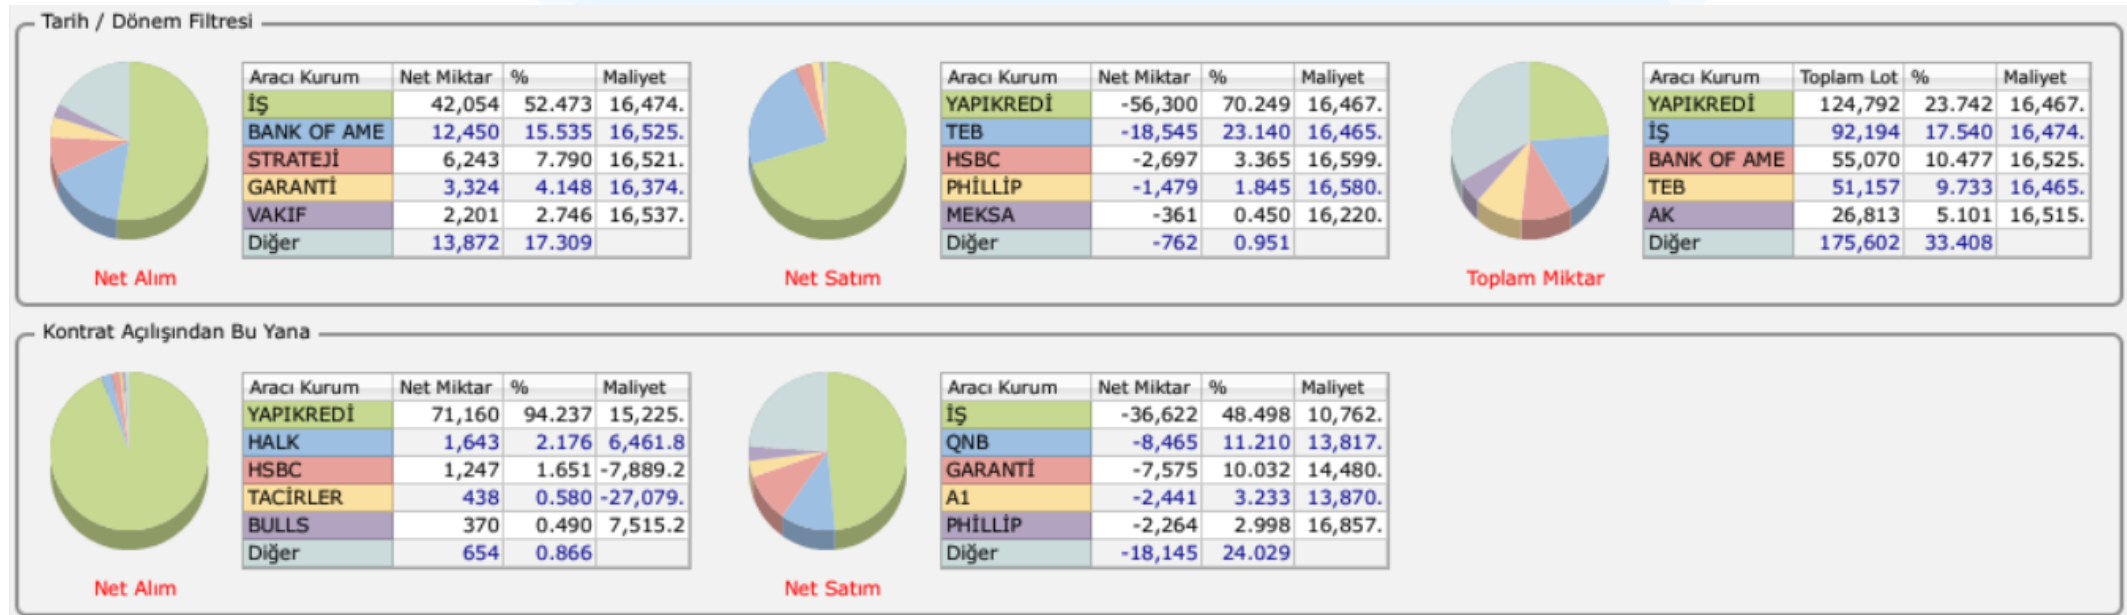 Tarih / Dönem Filtresi
Aracı Kurum Net Miktar % Maliyet
İŞ 42,054 52.473 16,474.
BANK OF AME 12,450 15.535 16,525.
STRATEJİ 6,243 7.790 16,521.
GARANTİ 3,324 4.148 16,374.
VAKIF 2,201 2.746 16,537.
Diğer 13,872 17.309
Net Alım
Aracı Kurum Net Miktar % Maliyet
YAPIKREDİ -56,300 70.249 16,467.
TEB -18,545 23.140 16,465.
HSBC -2,697 3.365 16,599.
PHİLLİP -1,479 1.845 16,580.
MEKSA -361 0.450 16,220.
Diğer -762 0.951
Net Satım
Aracı Kurum Toplam Lot % Maliyet
YAPIKREDİ 124,792 23.742 16,467.
İŞ 92,194 17.540 16,474.
BANK OF AME 55,070 10.477 16,525.
TEB 51,157 9.733 16,465.
AK 26,813 5.101 16,515.
Diğer 175,602 33.408
Toplam Miktar
Kontrat Açılışından Bu Yana
Aracı Kurum Net Miktar % Maliyet
YAPIKREDİ 71,160 94.237 15,225.
HALK 1,643 2.176 6,461.8
HSBC 1,247 1.651 -7,889.2
TACİRLER 438 0.580 -27,079.
BULLS 370 0.490 7,515.2
Diğer 654 0.866
Net Alım
Aracı Kurum Net Miktar % Maliyet
İŞ -36,622 48.498 10,762.
QNB -8,465 11.210 13,817.
GARANTİ -7,575 10.032 14,480.
A1 -2,441 3.233 13,870.
PHİLLİP -2,264 2.998 16,857.
Diğer -18,145 24.029
Net Satım